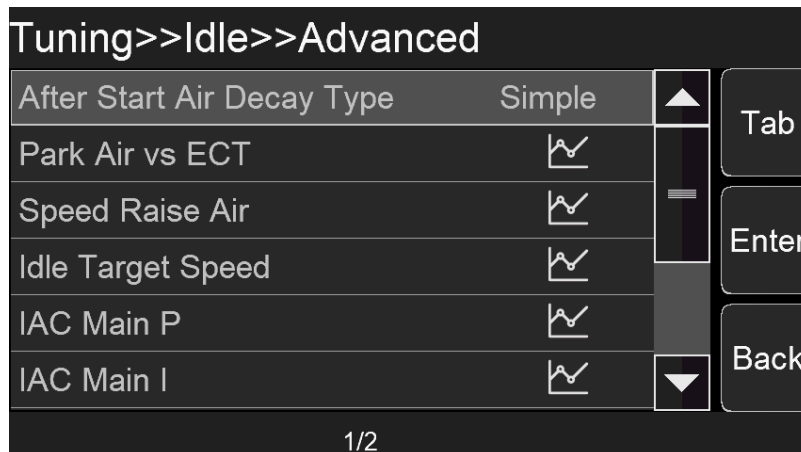 Tuning>>Idle>>Advanced
After Start Air Decay Type Simple
Park Air vs ECT
Speed Raise Air
Idle Target Speed
IAC Main P
IAC Main I
Tab
Enter
Back
1/2